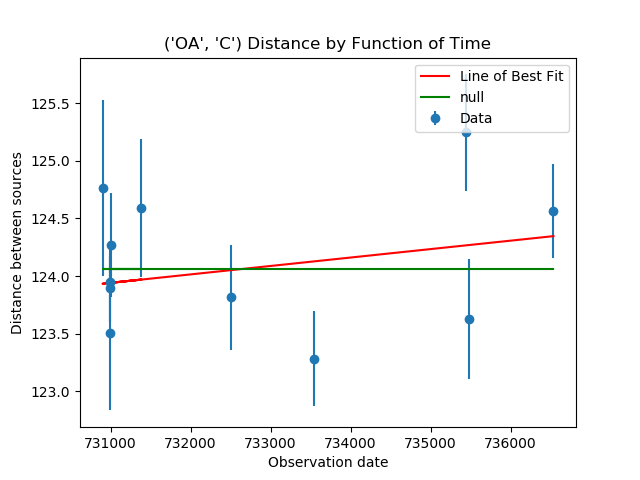 ('OA', 'C') Distance by Function of Time
Line of Best Fit
null
Data
125.5
125.0
124.5
124.0
123.5
123.0
Distance between sources
731000 732000 733000 734000 735000 736000
Observation date